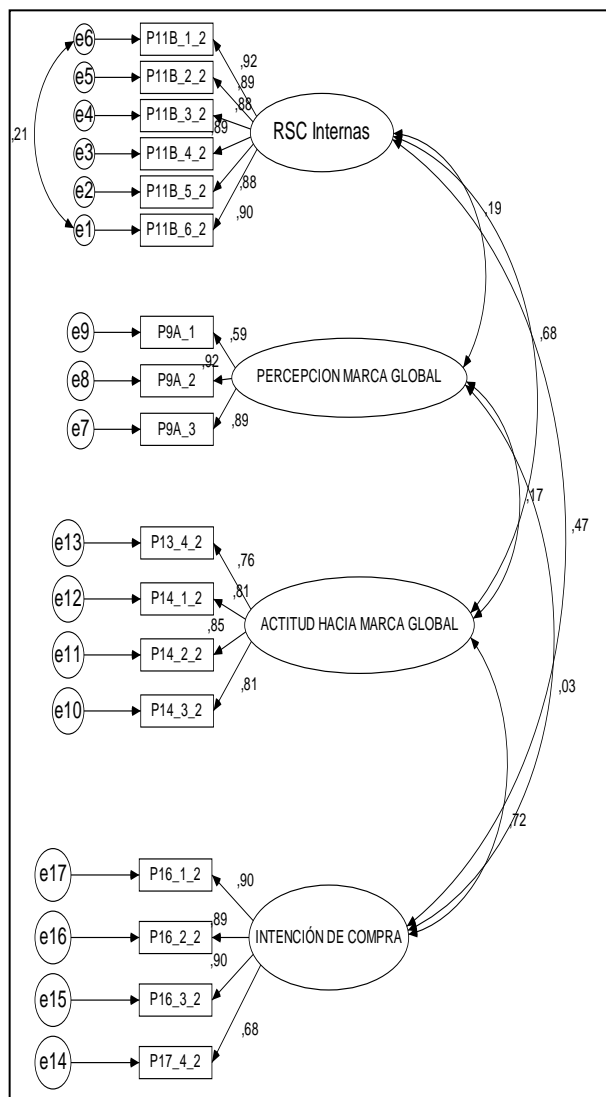 e6 P11B_1_2 ,92
e5 P11B_2_2 ,89
e4 P11B_3_2 ,88
e3 P11B_4_2 ,89
e2 P11B_5_2 ,88
e1 P11B_6_2 ,90
,21
RSC Internas
,19
,68
e9 P9A_1 ,59
e8 P9A_2 ,92
e7 P9A_3 ,89
PERCEPCION MARCA GLOBAL
,17
,47
e13 P13_4_2 ,76
e12 P14_1_2 ,81
e11 P14_2_2 ,85
e10 P14_3_2 ,81
ACTITUD HACIA MARCA GLOBAL
,03
,72
e17 P16_1_2 ,90
e16 P16_2_2 ,89
e15 P16_3_2 ,90
e14 P17_4_2 ,68
INTENCIÓN DE COMPRA